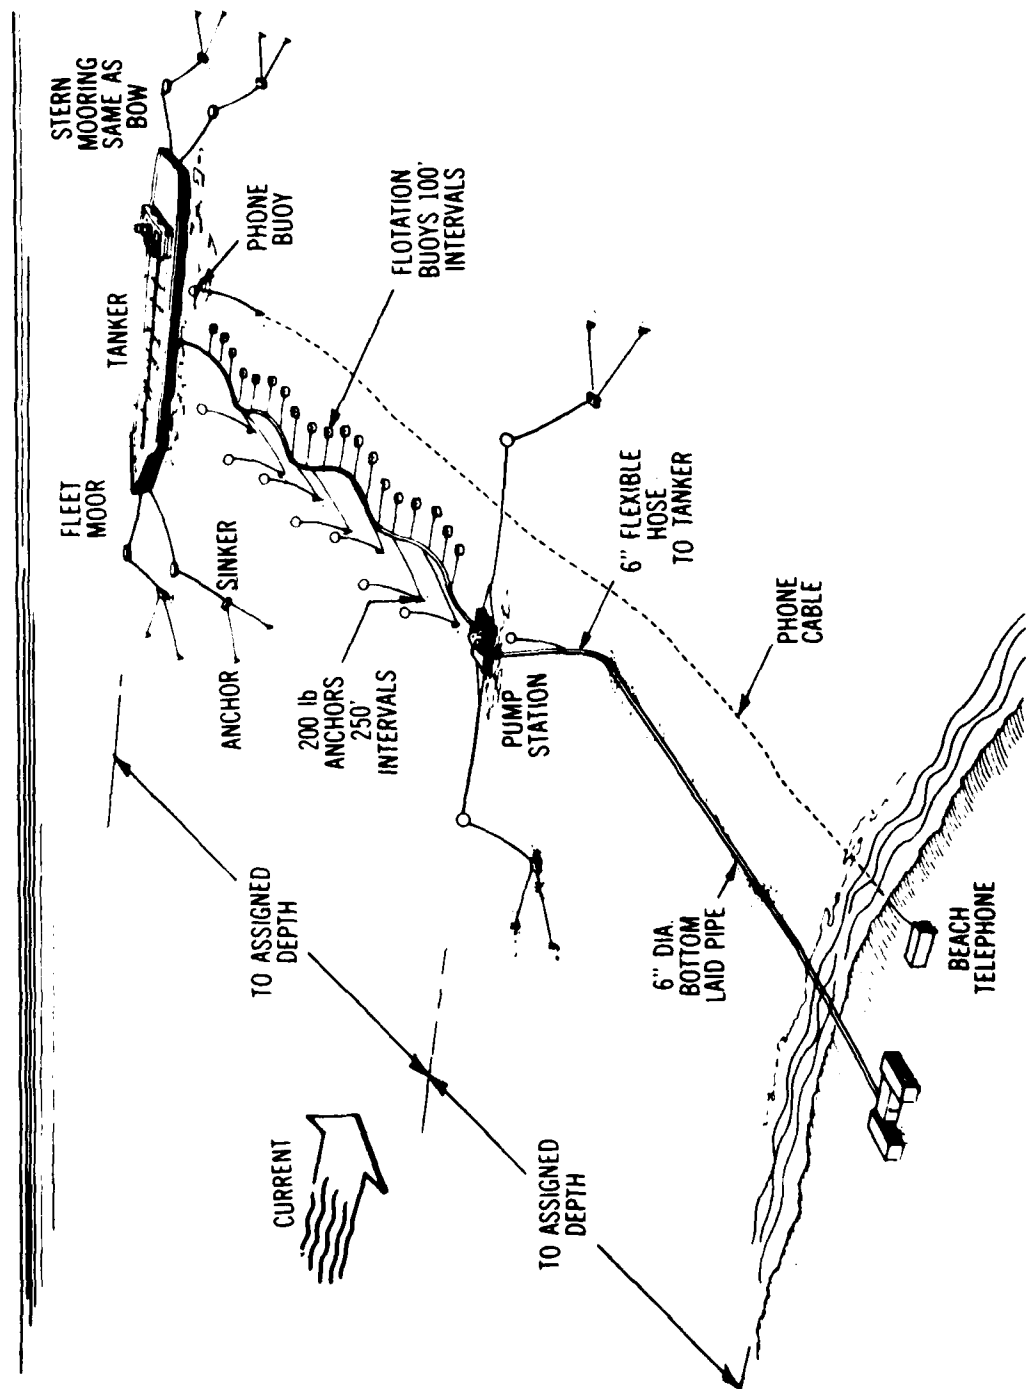 STERN
MOORING
SAME AS
BOW
TANKER
FLEET
MOOR
PHONE
BUOY
SINKER
ANCHOR
FLOTATION
BUOYS 100'
INTERVALS
200 lb
ANCHORS
250'
INTERVALS
TO ASSIGNED
DEPTH
CURRENT
PUMP
STATION
6" FLEXIBLE
HOSE
TO TANKER
TO ASSIGNED
DEPTH
6" DIA.
BOTTOM
LAID PIPE
PHONE
CABLE
BEACH
TELEPHONE